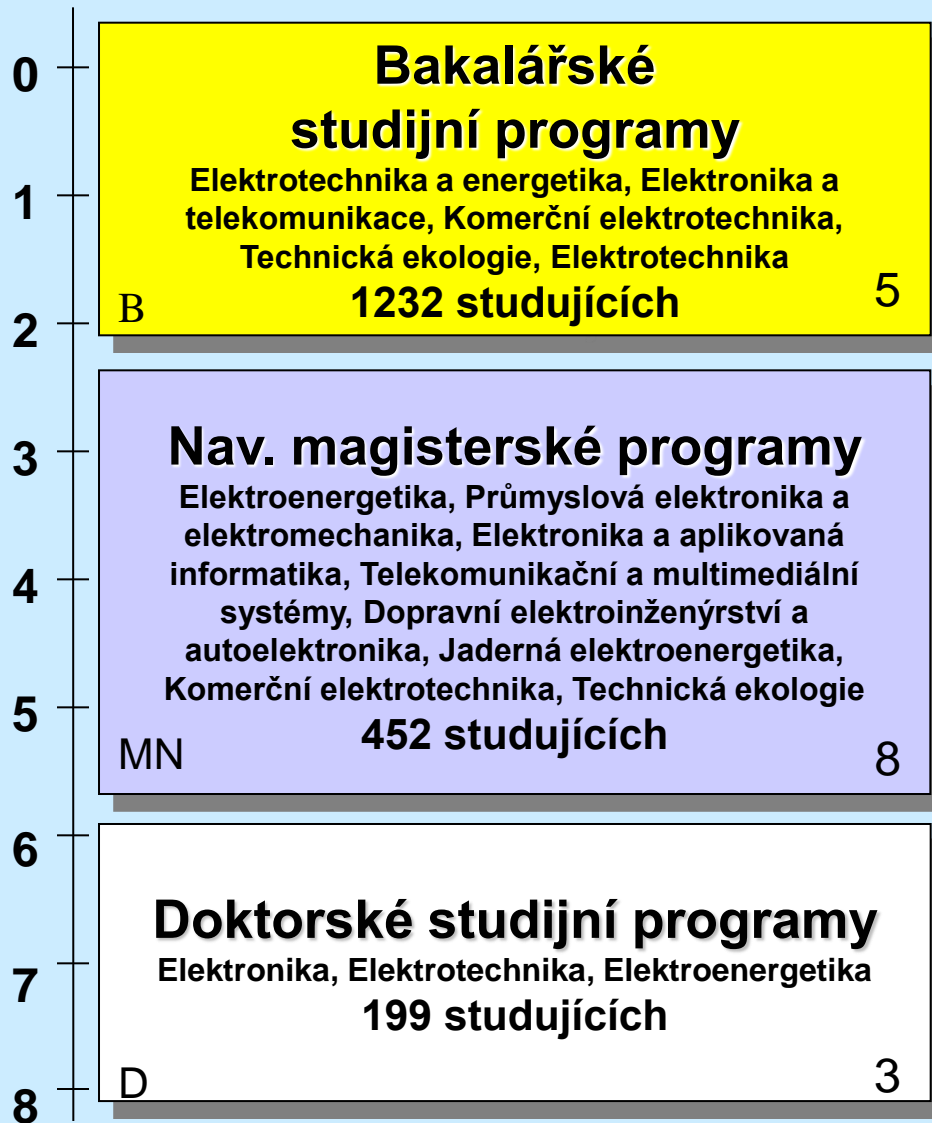 0
1
2
3
4
5
6
7
8
Bakalářské
studijní programy
Elektrotechnika a energetika, Elektronika a
telekomunikace, Komerční elektrotechnika,
Technická ekologie, Elektrotechnika
1232 studujících
B
5
Nav. magisterské programy
Elektroenergetika, Průmyslová elektronika a
elektromechanika, Elektronika a aplikovaná
informatika, Telekomunikační a multimediální
systémy, Dopravní elektroinženýrství a
autoelektronika, Jaderná elektroenergetika,
Komerční elektrotechnika, Technická ekologie
452 studujících
MN
8
Doktorské studijní programy
Elektronika, Elektrotechnika, Elektroenergetika
199 studujících
D
3